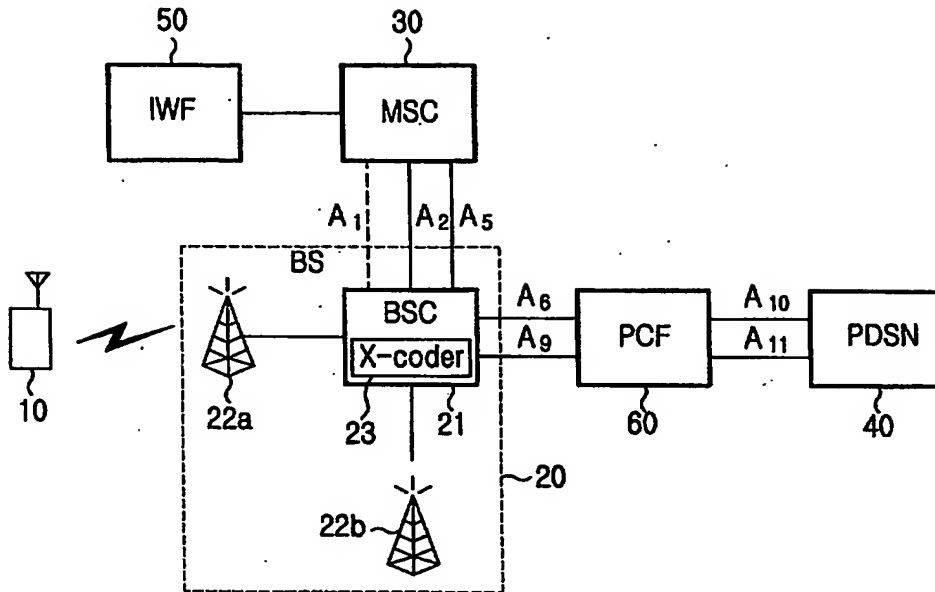 50
30
IWF
MSC
A1
A2
A5
BS
BSC
X-coder
A6
A9
PCF
A10
A11
PDSN
10
22a
23
21
60
40
20
22b